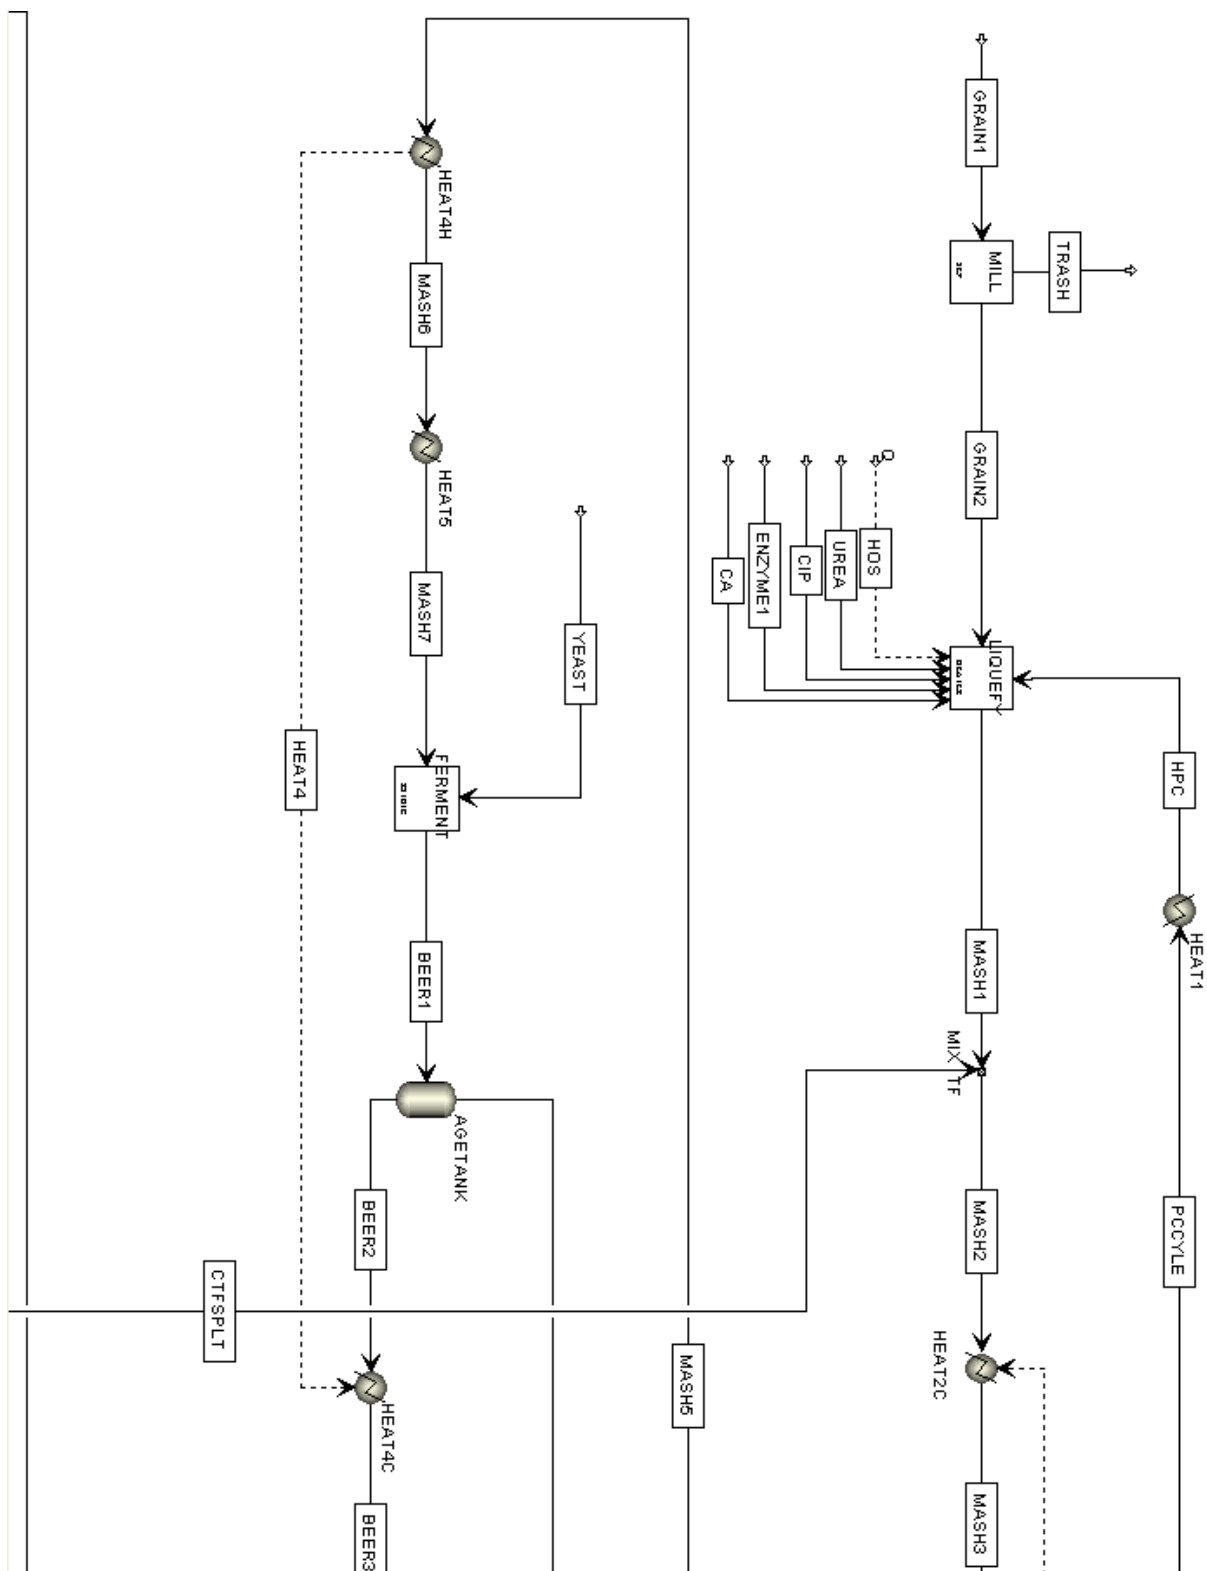 GRAIN1
MILL
TRASH
GRAIN2
Q
HOS
UREA
CIP
ENZYME1
CA
LIQUEFY
HPC
HEAT1
PCCYLE
MASH1
MIX TF
MASH2
HEAT2C
MASH3
MASH5
HEAT4H
MASH6
HEAT5
MASH7
YEAST
FERMENT
HEAT4
BEER1
AGETANK
BEER2
CTFSPLT
HEAT4C
BEER3